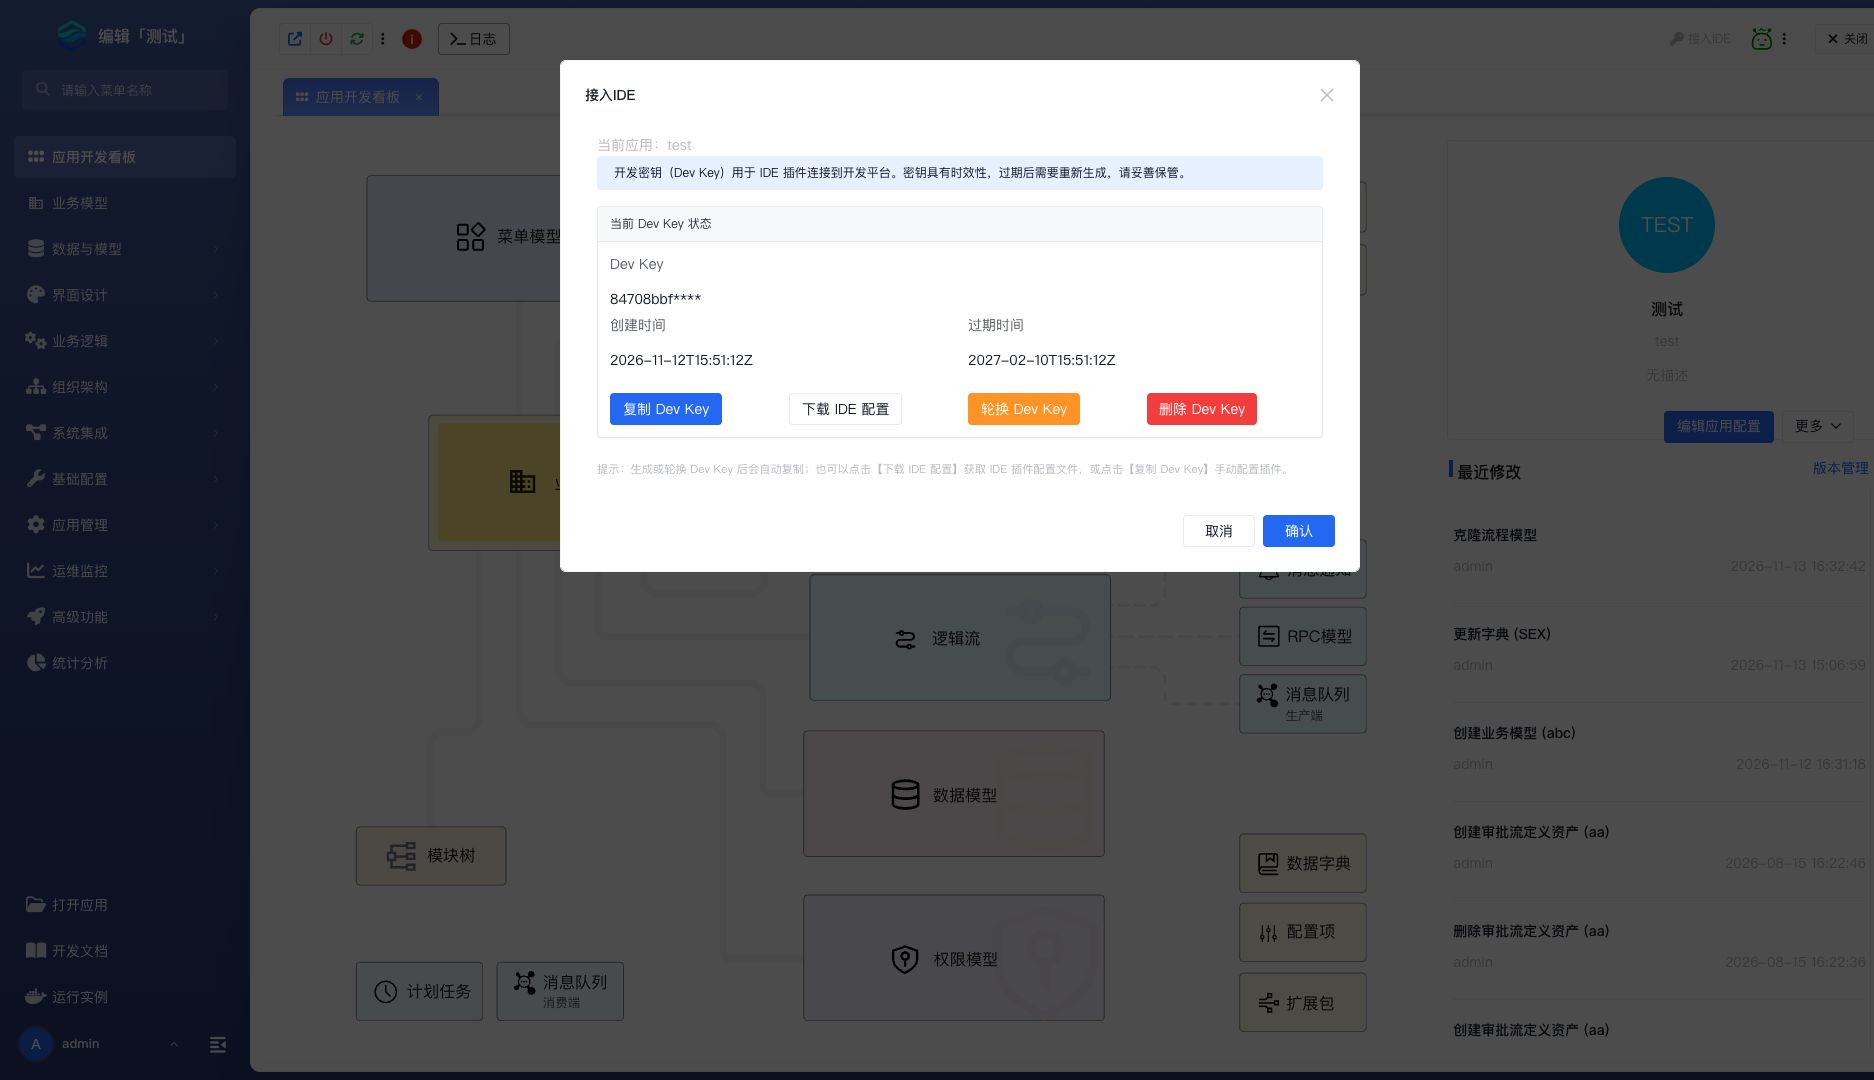 编辑「测试」
请输入菜单名称
应用开发看板
业务模型
数据与模型
界面设计
业务逻辑
组织架构
系统集成
基础配置
应用管理
运维监控
高级功能
统计分析
打开应用
开发文档
运行实例
A admin
日志
接入IDE
关闭
应用开发看板
菜单模型
接入IDE
当前应用：test
开发密钥（Dev Key）用于 IDE 插件连接到开发平台。密钥具有时效性，过期后需要重新生成，请妥善保管。
当前 Dev Key 状态
Dev Key
84708bbf****
创建时间 过期时间
2026-11-12T15:51:12Z 2027-02-10T15:51:12Z
复制 Dev Key 下载 IDE 配置 轮换 Dev Key 删除 Dev Key
提示：生成或轮换 Dev Key 后会自动复制；也可以点击【下载 IDE 配置】获取 IDE 插件配置文件，或点击【复制 Dev Key】手动配置插件。
取消 确认
消息通知
逻辑流
RPC模型
消息队列
生产端
数据模型
模块树
数据字典
权限模型
配置项
计划任务
消息队列
消费端
扩展包
TEST
测试
test
无描述
编辑应用配置 更多
最近修改 版本管理
克隆流程模型
admin 2026-11-13 16:32:42
更新字典 (SEX)
admin 2026-11-13 15:06:59
创建业务模型 (abc)
admin 2026-11-12 16:31:18
创建审批流定义资产 (aa)
admin 2026-08-15 16:22:46
删除审批流定义资产 (aa)
admin 2026-08-15 16:22:36
创建审批流定义资产 (aa)